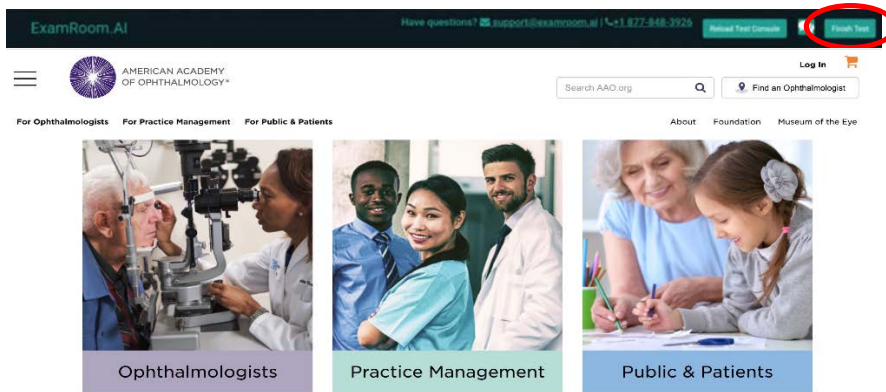 ExamRoom.AI
Have questions? support@examroom.ai | +1 877-848-3926
Reload Test Console
Finish Test
AMERICAN ACADEMY
OF OPHTHALMOLOGY®
Log In
Search AAO.org
Find an Ophthalmologist
For Ophthalmologists For Practice Management For Public & Patients
About Foundation Museum of the Eye
Ophthalmologists
Practice Management
Public & Patients